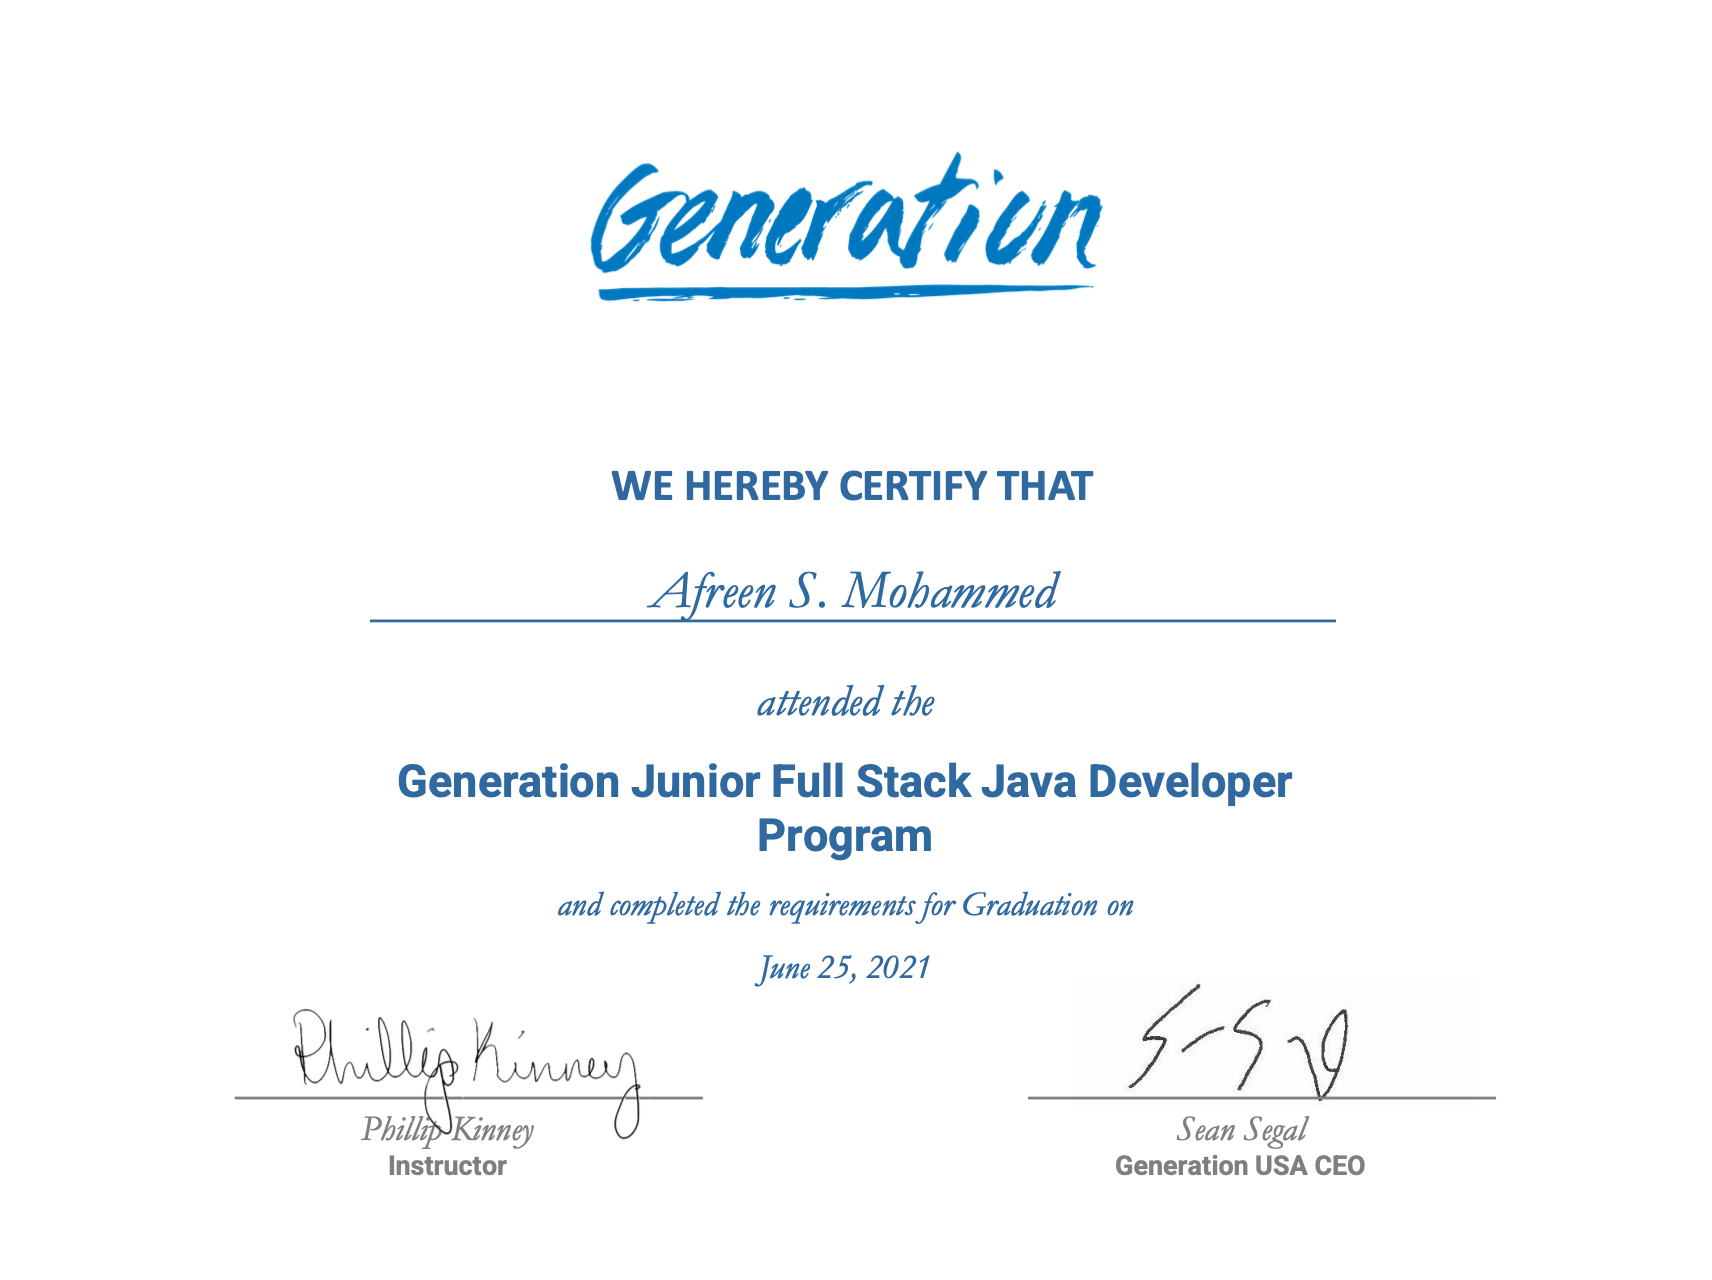 Generation
WE HEREBY CERTIFY THAT
Afreen S. Mohammed
attended the
Generation Junior Full Stack Java Developer
Program
and completed the requirements for Graduation on
June 25, 2021
Phillip Kinney
Phillip Kinney
Instructor
S-Sgl
Sean Segal
Generation USA CEO